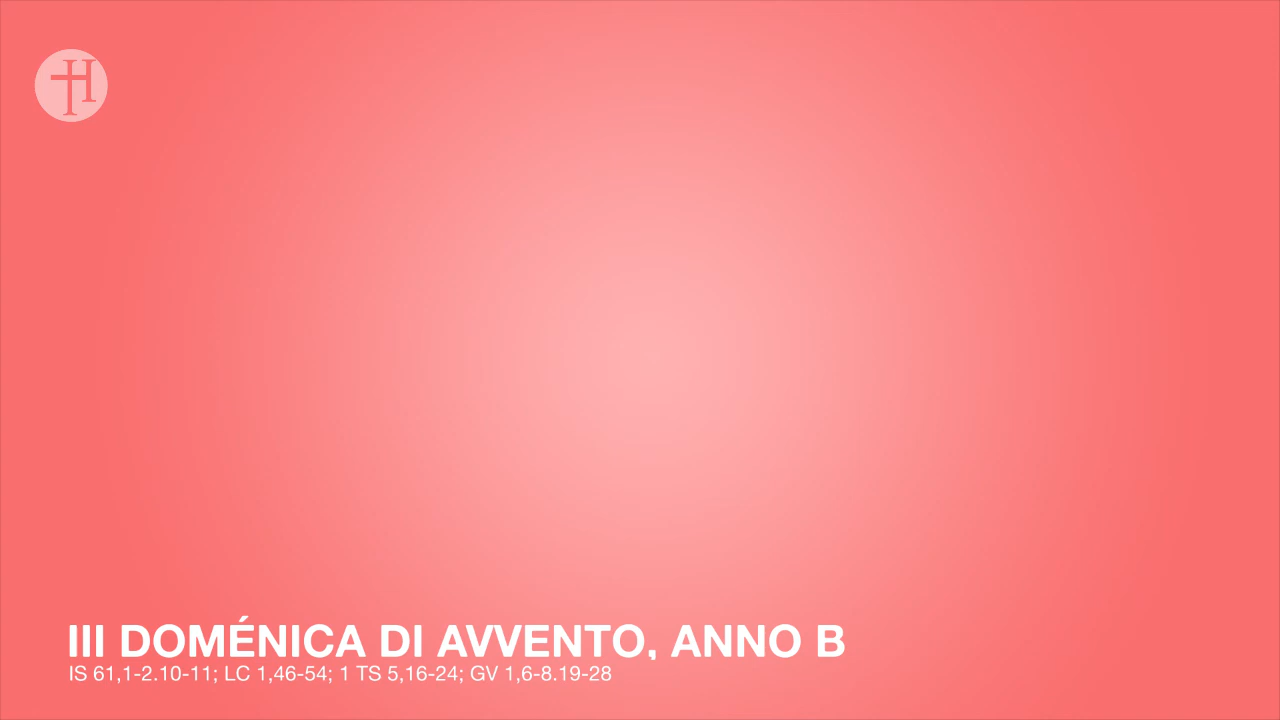 III DOMÉNICA DI AVVENTO, ANNO B
IS 61,1-2.10-11; LC 1,46-54; 1 TS 5,16-24; GV 1,6-8.19-28